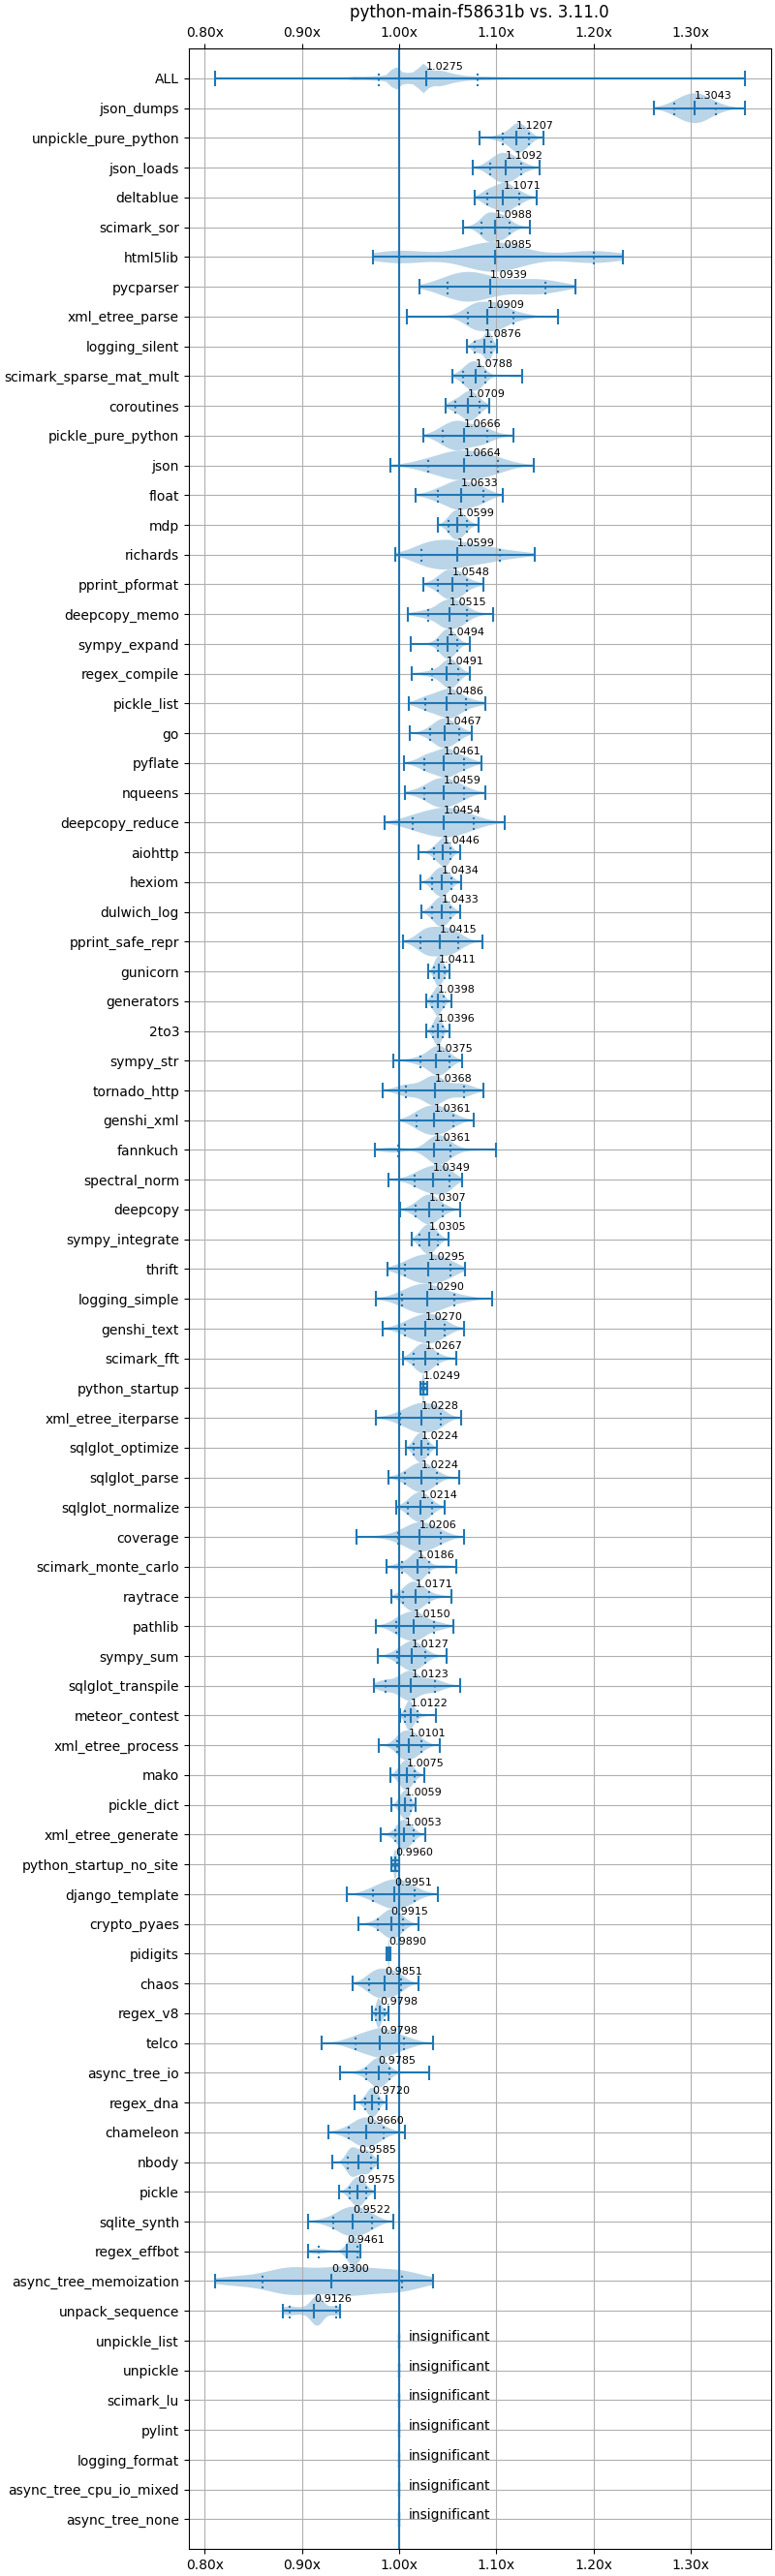 python-main-f58631b vs. 3.11.0
0.80x 0.90x 1.00x 1.10x 1.20x 1.30x
ALL 1.0275
json_dumps 1.3043
unpickle_pure_python 1.1207
json_loads 1.1092
deltablue 1.1071
scimark_sor 1.0988
html5lib 1.0985
pycparser 1.0939
xml_etree_parse 1.0909
logging_silent 1.0876
scimark_sparse_mat_mult 1.0788
coroutines 1.0709
pickle_pure_python 1.0666
json 1.0664
float 1.0633
mdp 1.0599
richards 1.0599
pprint_pformat 1.0548
deepcopy_memo 1.0515
sympy_expand 1.0494
regex_compile 1.0491
pickle_list 1.0486
go 1.0467
pyflate 1.0461
nqueens 1.0459
deepcopy_reduce 1.0454
aiohttp 1.0446
hexiom 1.0434
dulwich_log 1.0433
pprint_safe_repr 1.0415
gunicorn 1.0411
generators 1.0398
2to3 1.0396
sympy_str 1.0375
tornado_http 1.0368
genshi_xml 1.0361
fannkuch 1.0361
spectral_norm 1.0349
deepcopy 1.0307
sympy_integrate 1.0305
thrift 1.0295
logging_simple 1.0290
genshi_text 1.0270
scimark_fft 1.0267
python_startup 1.0249
xml_etree_iterparse 1.0228
sqlglot_optimize 1.0224
sqlglot_parse 1.0224
sqlglot_normalize 1.0214
coverage 1.0206
scimark_monte_carlo 1.0186
raytrace 1.0171
pathlib 1.0150
sympy_sum 1.0127
sqlglot_transpile 1.0123
meteor_contest 1.0122
xml_etree_process 1.0101
mako 1.0075
pickle_dict 1.0059
xml_etree_generate 1.0053
python_startup_no_site 0.9960
django_template 0.9951
crypto_pyaes 0.9915
pidigits 0.9890
chaos 0.9851
regex_v8 0.9798
telco 0.9798
async_tree_io 0.9785
regex_dna 0.9720
chameleon 0.9660
nbody 0.9585
pickle 0.9575
sqlite_synth 0.9522
regex_effbot 0.9461
async_tree_memoization 0.9300
unpack_sequence 0.9126
unpickle_list insignificant
unpickle insignificant
scimark_lu insignificant
pylint insignificant
logging_format insignificant
async_tree_cpu_io_mixed insignificant
async_tree_none insignificant
0.80x 0.90x 1.00x 1.10x 1.20x 1.30x